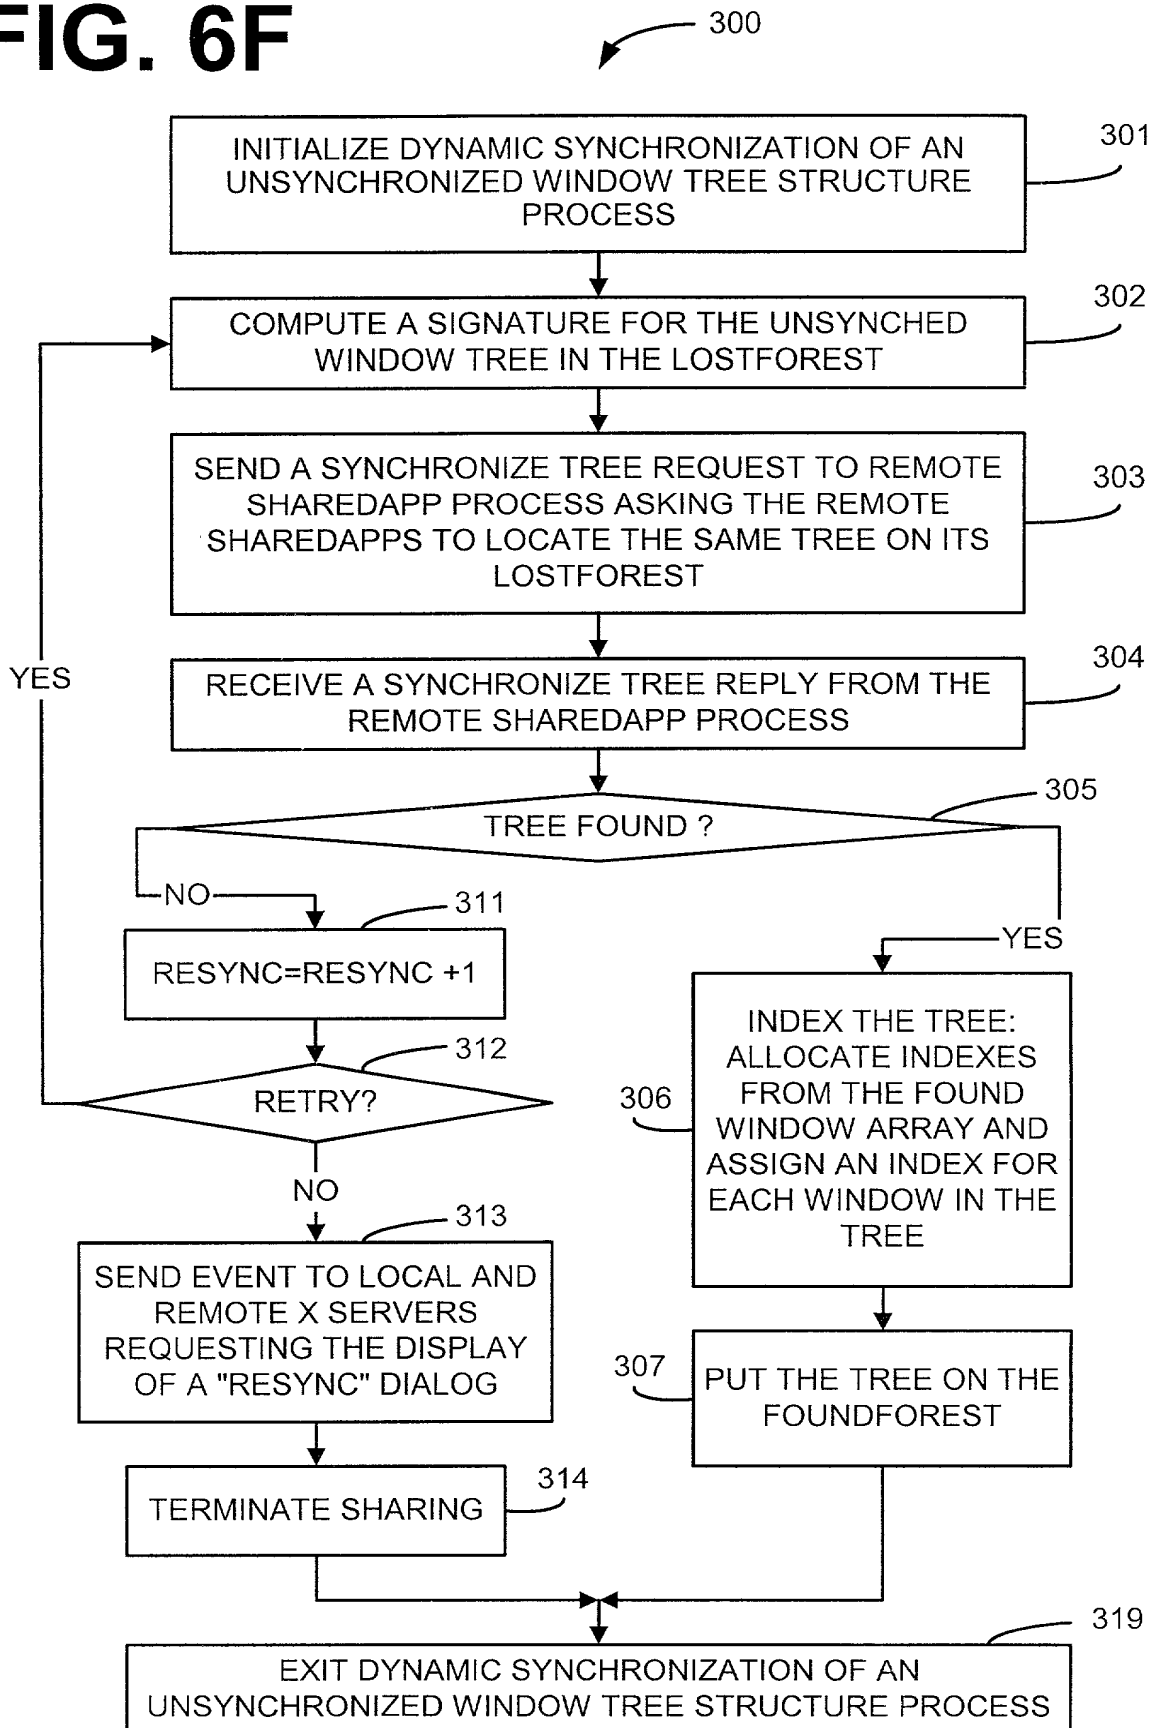 FIG. 6F
300
INITIALIZE DYNAMIC SYNCHRONIZATION OF AN
UNSYNCHRONIZED WINDOW TREE STRUCTURE
PROCESS
301
COMPUTE A SIGNATURE FOR THE UNSYNCHED
WINDOW TREE IN THE LOSTFOREST
302
SEND A SYNCHRONIZE TREE REQUEST TO REMOTE
SHAREDAPP PROCESS ASKING THE REMOTE
SHAREDAPPS TO LOCATE THE SAME TREE ON ITS
LOSTFOREST
303
YES
RECEIVE A SYNCHRONIZE TREE REPLY FROM THE
REMOTE SHAREDAPP PROCESS
304
TREE FOUND ?
305
NO
311
RESYNC=RESYNC +1
312
RETRY?
NO
313
SEND EVENT TO LOCAL AND
REMOTE X SERVERS
REQUESTING THE DISPLAY
OF A "RESYNC" DIALOG
314
TERMINATE SHARING
YES
306
INDEX THE TREE:
ALLOCATE INDEXES
FROM THE FOUND
WINDOW ARRAY AND
ASSIGN AN INDEX FOR
EACH WINDOW IN THE
TREE
307
PUT THE TREE ON THE
FOUNDFOREST
319
EXIT DYNAMIC SYNCHRONIZATION OF AN
UNSYNCHRONIZED WINDOW TREE STRUCTURE PROCESS